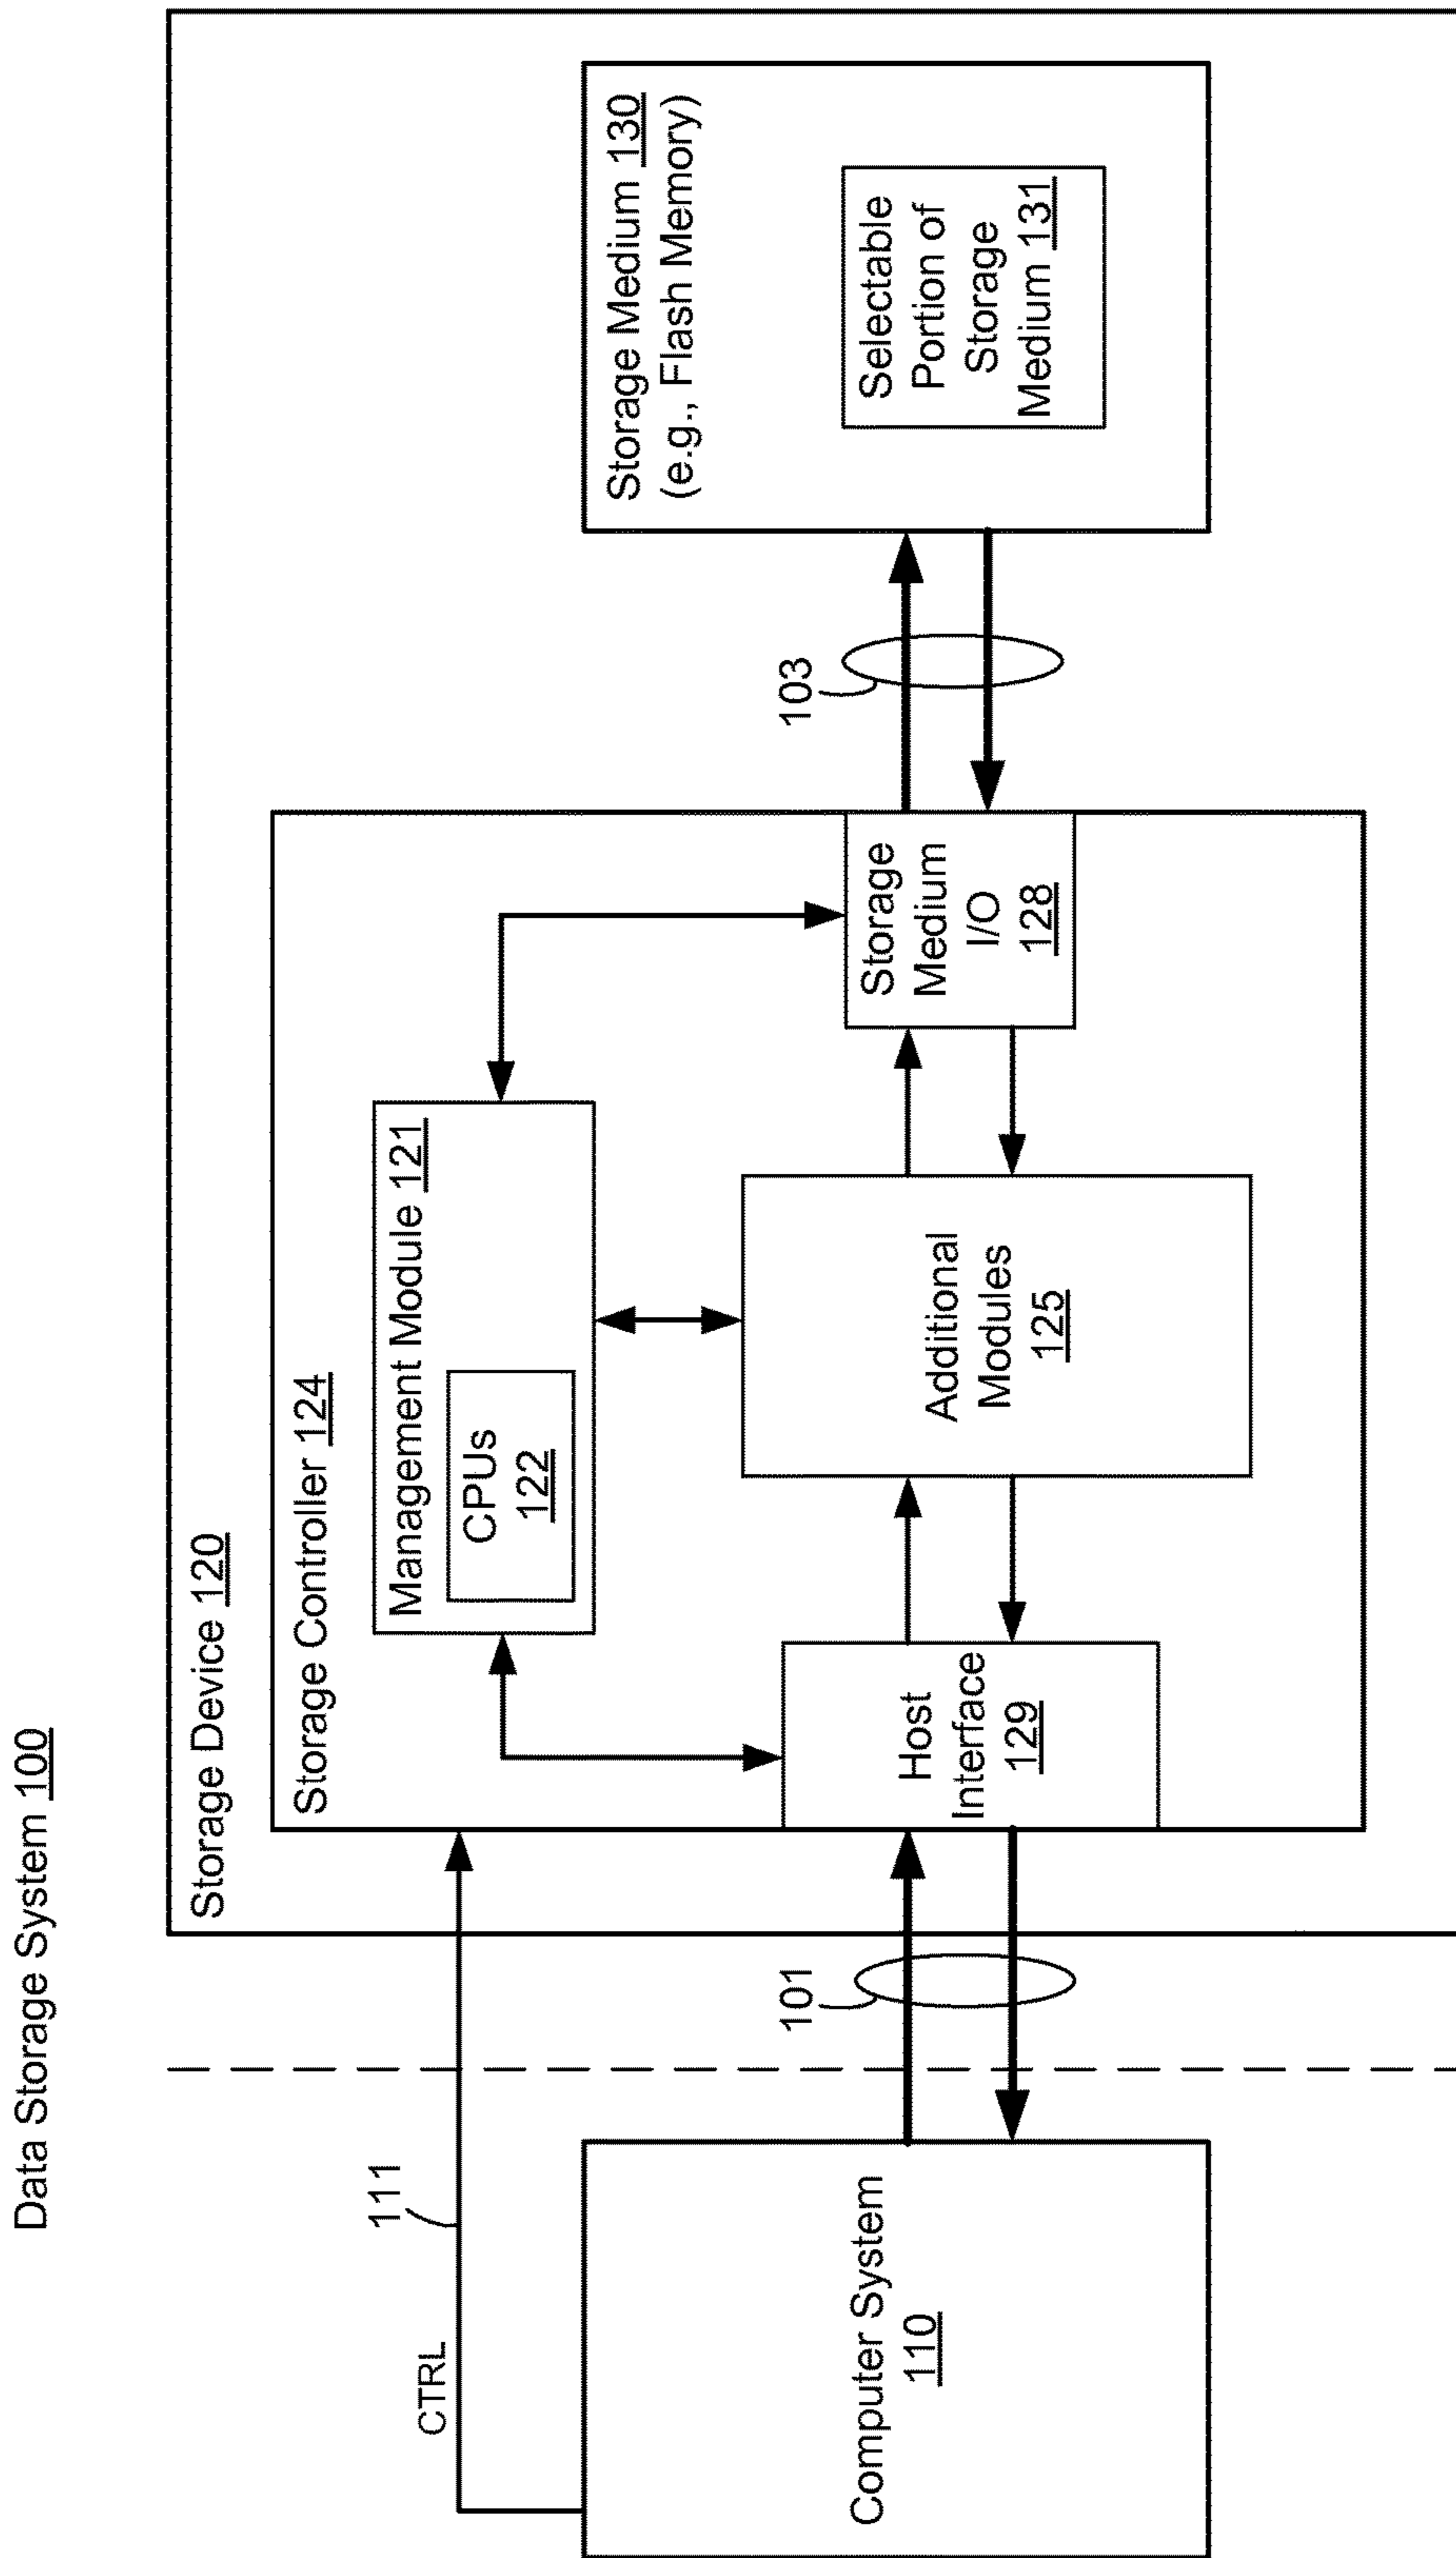 Data Storage System 100
Storage Device 120
Storage Controller 124
Management Module 121
CPUs
122
CTRL
111
Computer System
110
101
Host
Interface
129
Additional
Modules
125
Storage
Medium
I/O
128
103
Storage Medium 130
(e.g., Flash Memory)
Selectable
Portion of
Storage
Medium 131